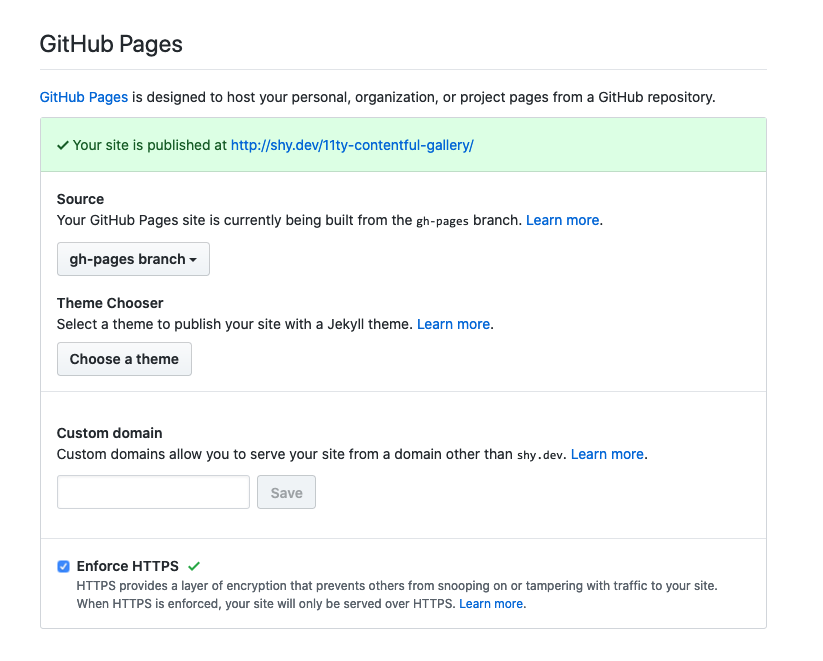 GitHub Pages
GitHub Pages is designed to host your personal, organization, or project pages from a GitHub repository.
Your site is published at http://shy.dev/11ty-contentful-gallery/
Source
Your GitHub Pages site is currently being built from the gh-pages branch. Learn more.
gh-pages branch
Theme Chooser
Select a theme to publish your site with a Jekyll theme. Learn more.
Choose a theme
Custom domain
Custom domains allow you to serve your site from a domain other than shy.dev. Learn more.
Save
Enforce HTTPS
HTTPS provides a layer of encryption that prevents others from snooping on or tampering with traffic to your site.
When HTTPS is enforced, your site will only be served over HTTPS. Learn more.